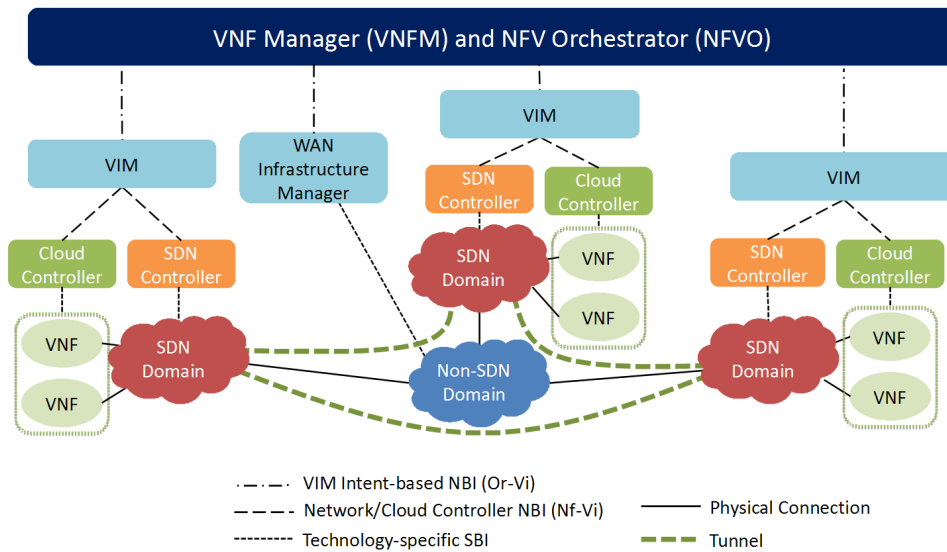 VNF Manager (VNFM) and NFV Orchestrator (NFVO)
VIM
WAN
Infrastructure
Manager
VIM
VIM
Cloud
Controller
SDN
Controller
SDN
Controller
Cloud
Controller
SDN
Controller
Cloud
Controller
VNF
VNF
SDN
Domain
SDN
Domain
VNF
VNF
Non-SDN
Domain
SDN
Domain
VNF
VNF
VIM Intent-based NBI (Or-Vi)
Network/Cloud Controller NBI (Nf-Vi)
Technology-specific SBI
Physical Connection
Tunnel